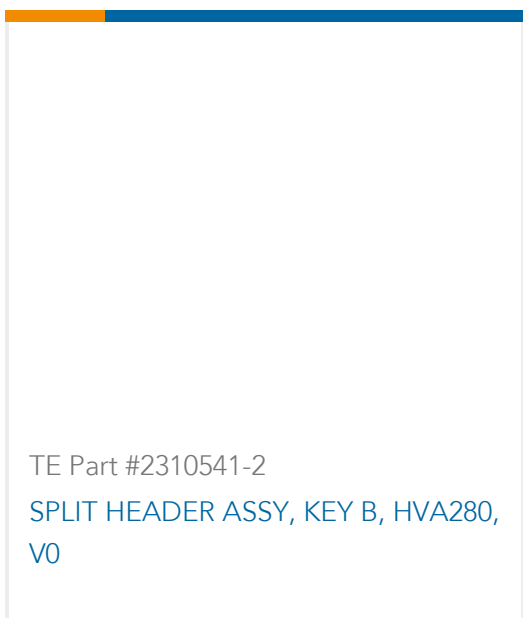 TE Part #2310541-2
SPLIT HEADER ASSY, KEY B, HVA280,
V0